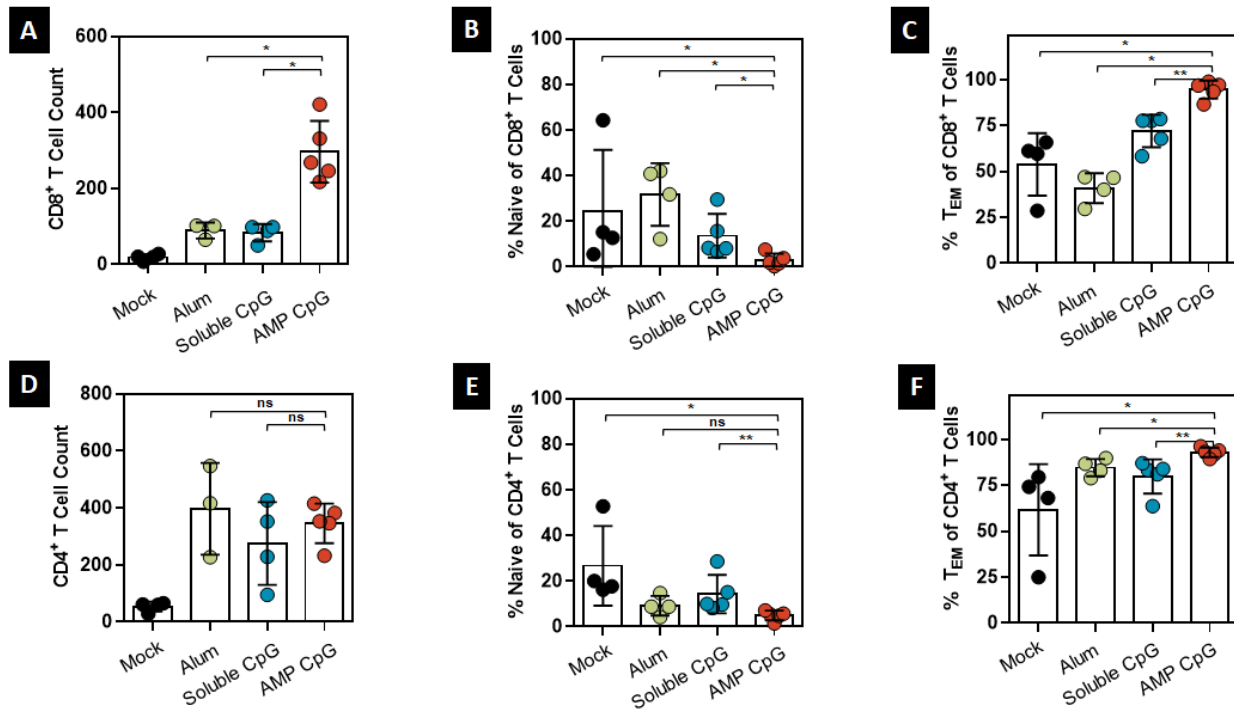 A
CD8+ T Cell Count
600
400
200
0
*
*
Mock
Alum
Soluble CpG
AMP CpG
B
% Naive of CD8+ T Cells
100
80
60
40
20
0
*
*
*
Mock
Alum
Soluble CpG
AMP CpG
C
% TEM of CD8+ T Cells
100
75
50
25
0
*
*
**
Mock
Alum
Soluble CpG
AMP CpG
D
CD4+ T Cell Count
800
600
400
200
0
ns
ns
Mock
Alum
Soluble CpG
AMP CpG
E
% Naive of CD4+ T Cells
100
80
60
40
20
0
*
ns
**
Mock
Alum
Soluble CpG
AMP CpG
F
% TEM of CD4+ T Cells
100
75
50
25
0
*
*
**
Mock
Alum
Soluble CpG
AMP CpG